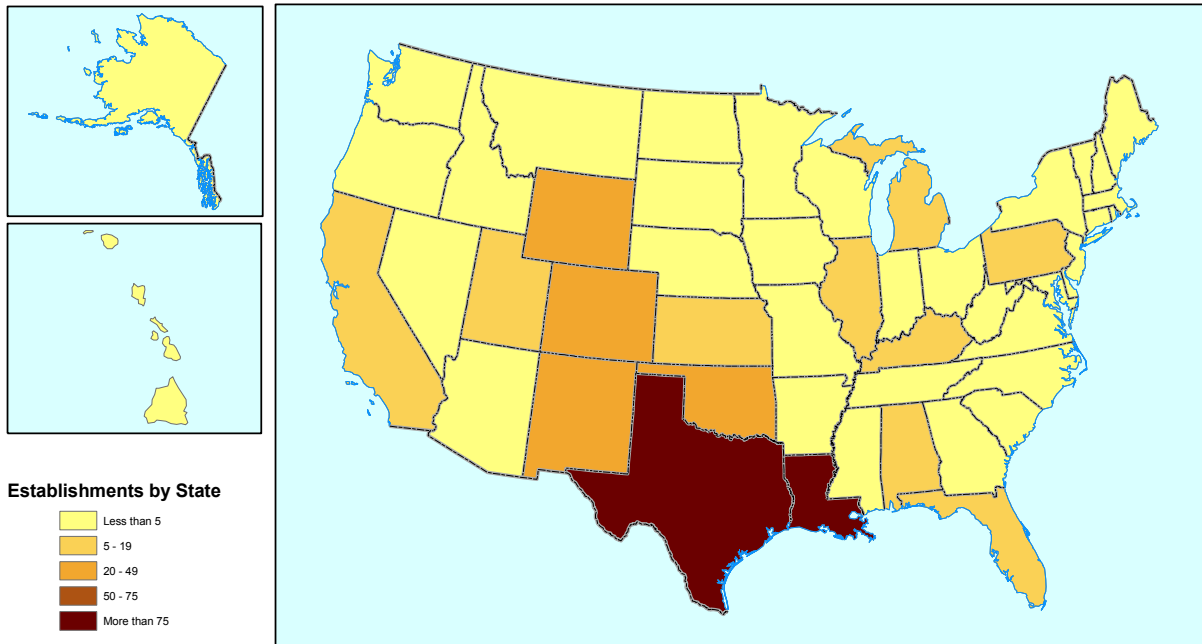 Establishments by State
Less than 5
5 - 19
20 - 49
50 - 75
More than 75